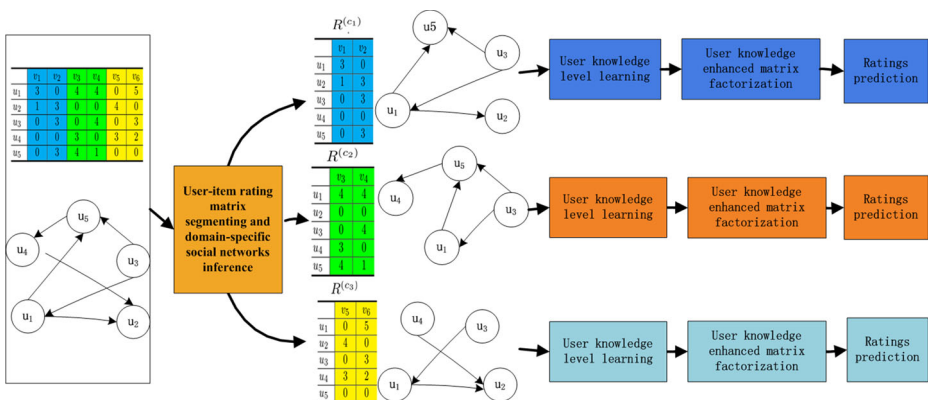 v1 v2 v3 v4 v5 v6
u1 3 0 4 4 0 5
u2 1 3 0 0 4 0
u3 0 3 0 4 0 3
u4 0 0 3 0 3 2
u5 0 3 4 1 0 0
u5
u4
u3
u1
u2
User-item rating
matrix
segmenting and
domain-specific
social networks
inference
R(c1)
v1 v2
u1 3 0
u2 1 3
u3 0 3
u4 0 0
u5 0 3
u5
u3
u1
u2
User knowledge
level learning
User knowledge
enhanced matrix
factorization
Ratings
prediction
R(c2)
v3 v4
u1 4 4
u2 0 0
u3 0 4
u4 3 0
u5 4 1
u5
u4
u3
u1
User knowledge
level learning
User knowledge
enhanced matrix
factorization
Ratings
prediction
R(c3)
v5 v6
u1 0 5
u2 4 0
u3 0 3
u4 3 2
u5 0 0
u4
u3
u1
u2
User knowledge
level learning
User knowledge
enhanced matrix
factorization
Ratings
prediction